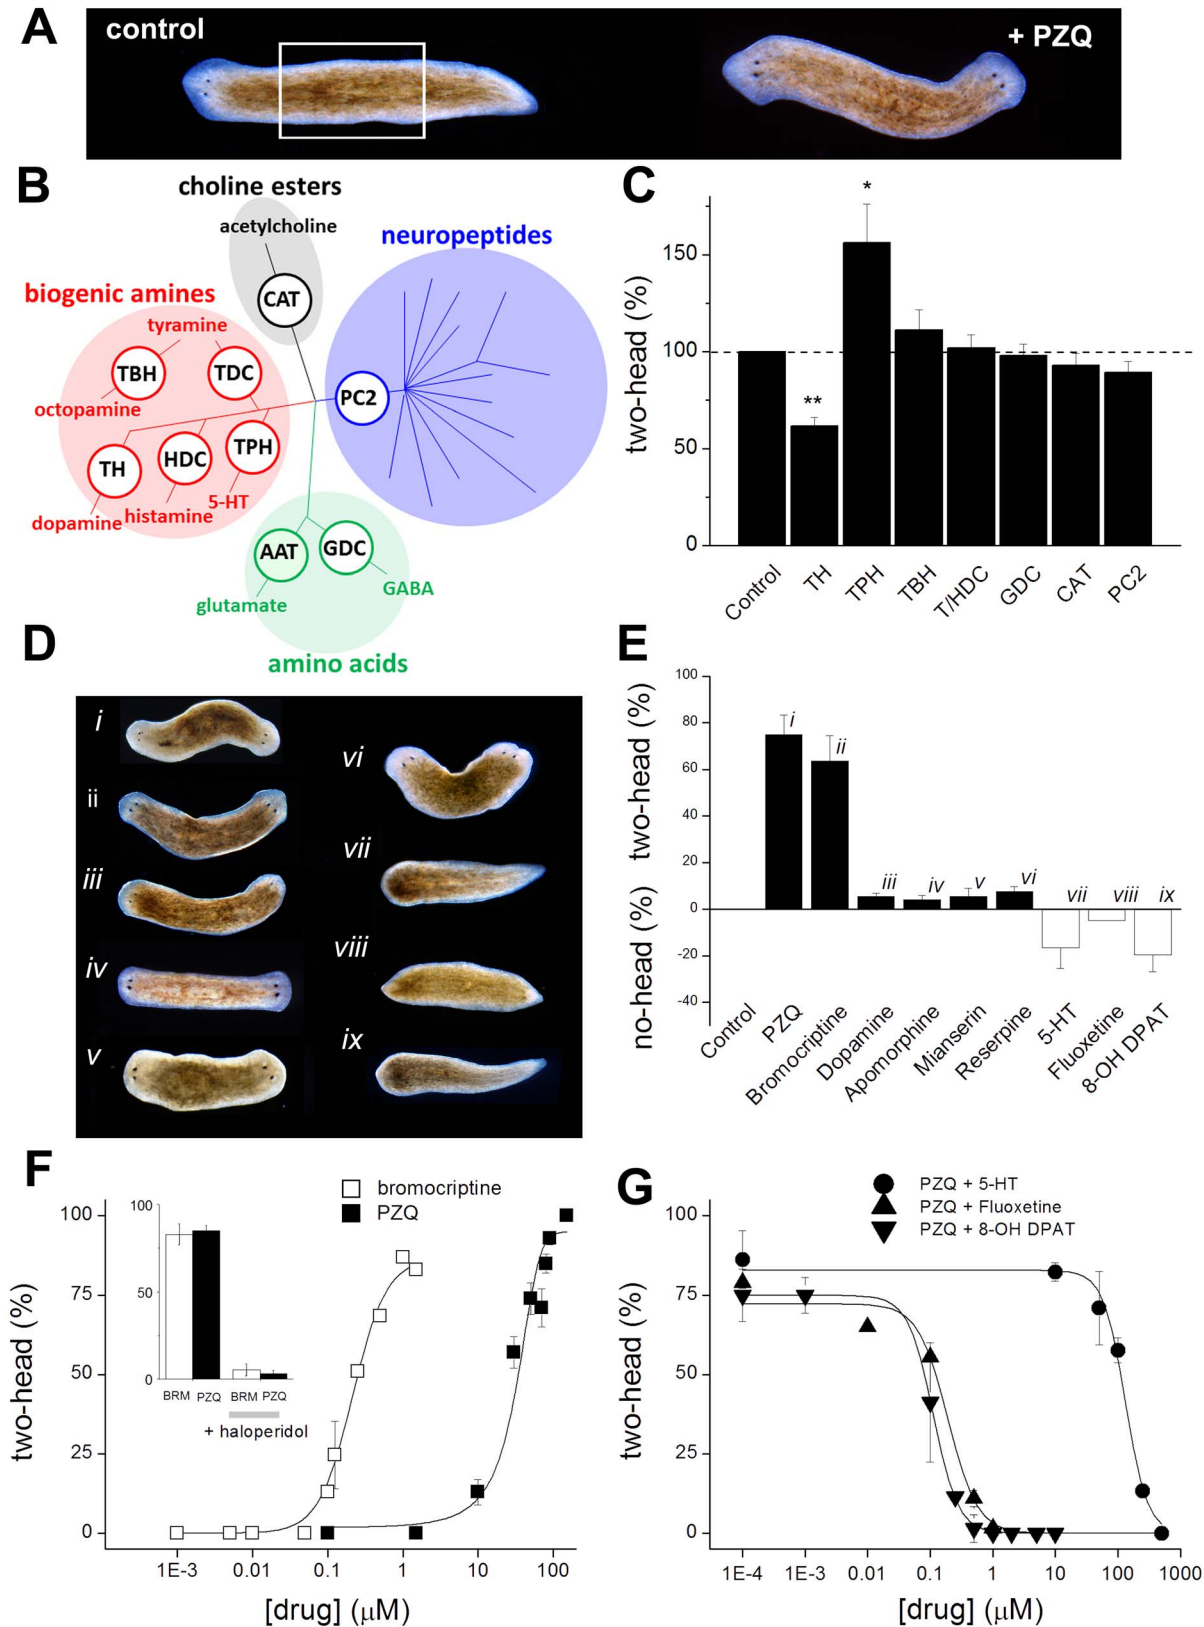 A
control
+ PZQ
B
choline esters
acetylcholine
CAT
neuropeptides
biogenic amines
tyramine
TBH
TDC
octopamine
PC2
TH
HDC
TPH
5-HT
dopamine
histamine
AAT
GDC
GABA
glutamate
amino acids
C
two-head (%)
150
100
50
0
*
**
Control
TH
TPH
TBH
T/HDC
GDC
CAT
PC2
D
i
ii
iii
iv
v
vi
vii
viii
ix
E
two-head (%)
no-head (%)
100
80
60
40
20
0
-20
-40
i
ii
iii
iv
v
vi
vii
viii
ix
Control
PZQ
Bromocriptine
Dopamine
Apomorphine
Mianserin
Reserpine
5-HT
Fluoxetine
8-OH DPAT
F
bromocriptine
PZQ
two-head (%)
100
75
50
25
0
100
50
0
BRM PZQ BRM PZQ
+ haloperidol
1E-3 0.01 0.1 1 10 100
[drug] (μM)
G
PZQ + 5-HT
PZQ + Fluoxetine
PZQ + 8-OH DPAT
two-head (%)
100
75
50
25
0
1E-4 1E-3 0.01 0.1 1 10 100 1000
[drug] (μM)